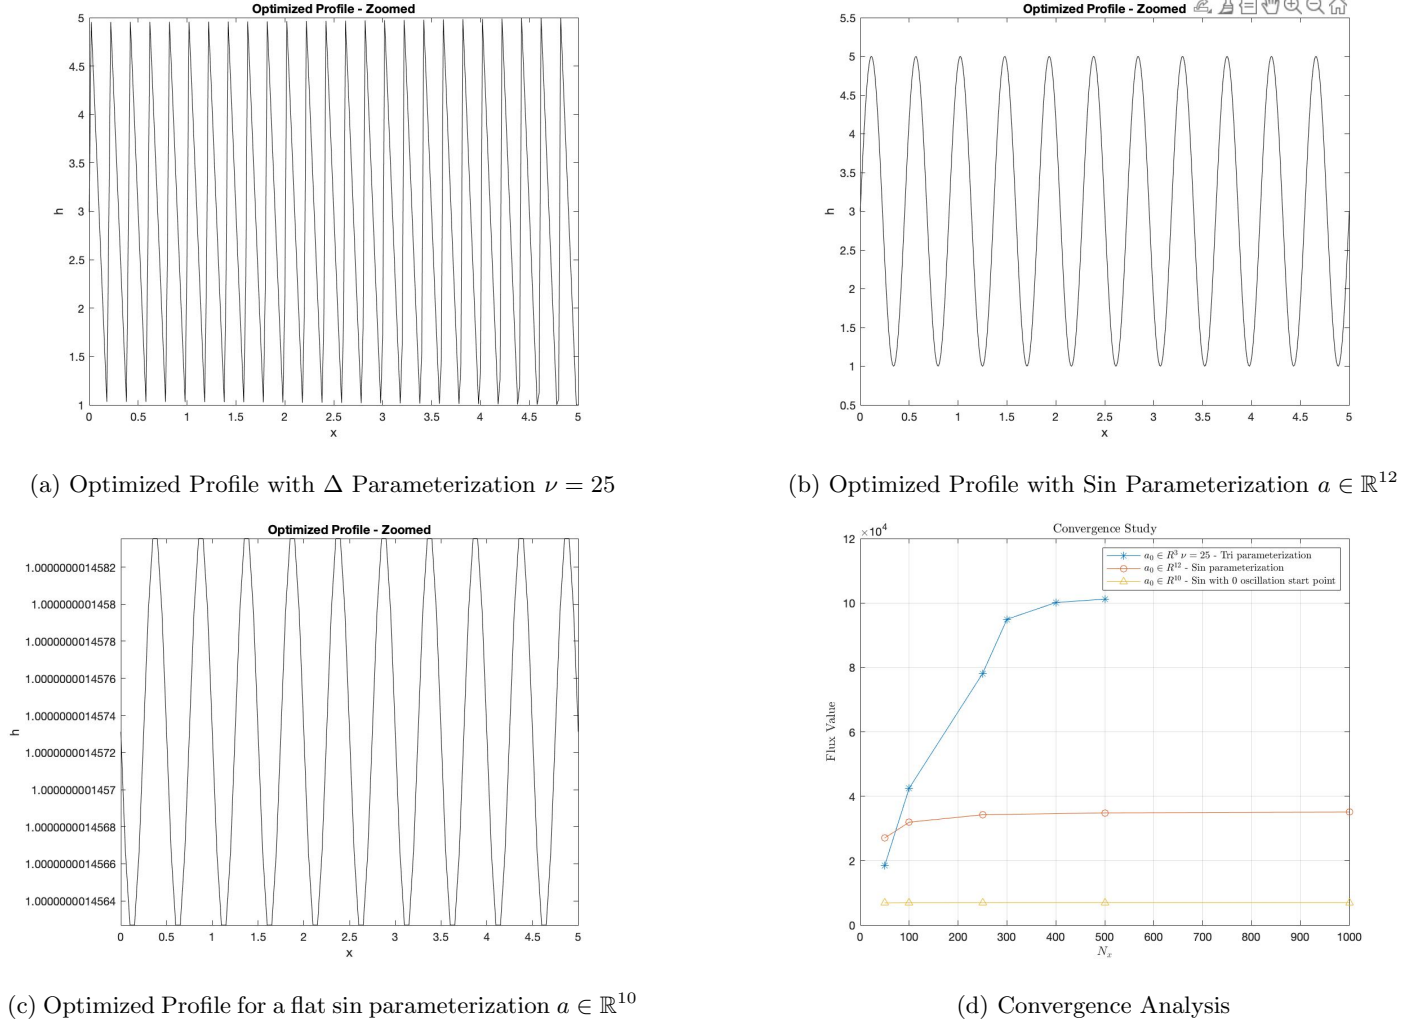 Optimized Profile - Zoomed
5
4.5
4
3.5
3
2.5
2
1.5
1
h
0 0.5 1 1.5 2 2.5 3 3.5 4 4.5 5
x
(a) Optimized Profile with Δ Parameterization ν = 25
Optimized Profile - Zoomed
5.5
5
4.5
4
3.5
3
2.5
2
1.5
1
0.5
h
0 0.5 1 1.5 2 2.5 3 3.5 4 4.5 5
x
(b) Optimized Profile with Sin Parameterization a ∈ ℝ¹²
Optimized Profile - Zoomed
1.0000000014582
1.000000001458
1.0000000014578
1.0000000014576
1.0000000014574
1.0000000014572
1.000000001457
1.0000000014568
1.0000000014566
1.0000000014564
h
0 0.5 1 1.5 2 2.5 3 3.5 4 4.5 5
x
(c) Optimized Profile for a flat sin parameterization a ∈ ℝ¹⁰
Convergence Study
×10⁴
12
10
8
6
4
2
0
Flux Value
a₀ ∈ R³ ν = 25 - Tri parameterization
a₀ ∈ R¹² - Sin parameterization
a₀ ∈ R¹⁰ - Sin with 0 oscillation start point
0 100 200 300 400 500 600 700 800 900 1000
Nₓ
(d) Convergence Analysis